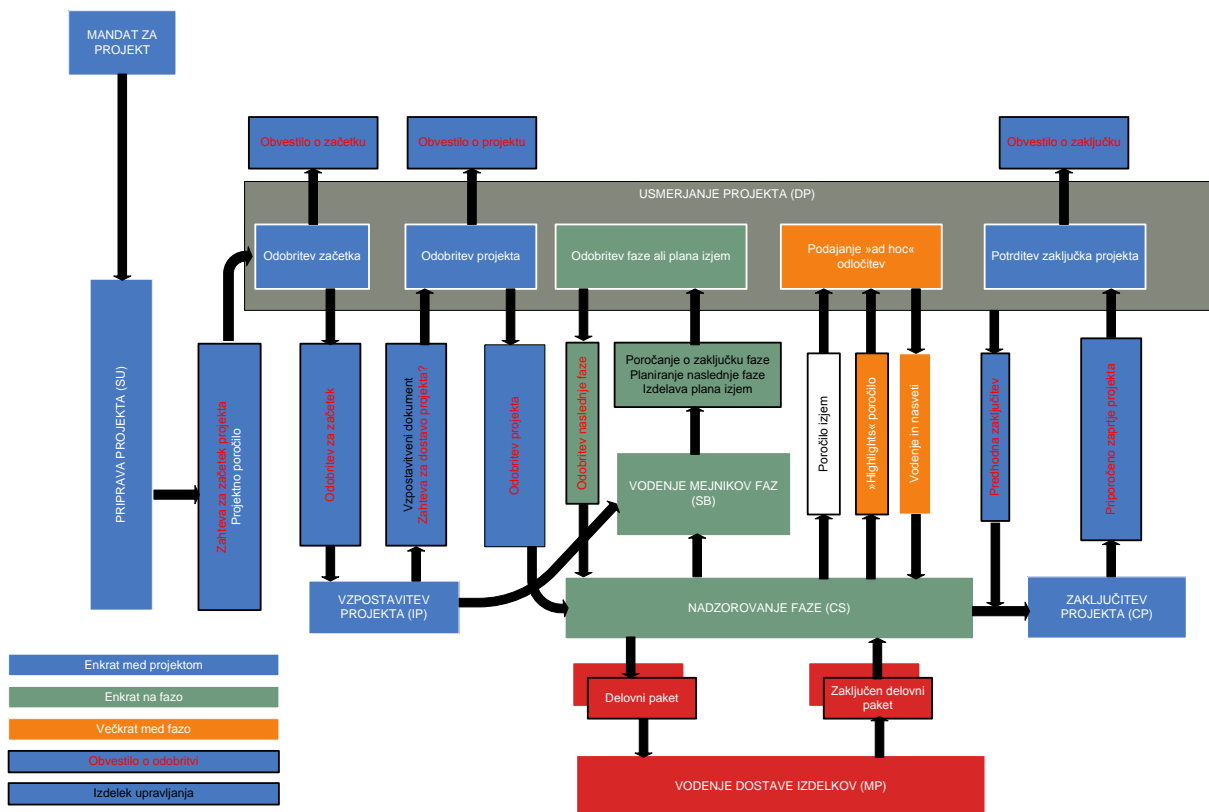 MANDAT ZA
PROJEKT
Obvestilo o začetku
Obvestilo o projektu
Obvestilo o zaključku
USMERJANJE PROJEKTA (DP)
Odobritev začetka
Odobritev projekta
Odobritev faze ali plana izjem
Podajanje »ad hoc«
odločitev
Potrditev zaključka projekta
PRIPRAVA PROJEKTA (SU)
Zahteva za začetek projekta
Projektno poročilo
Odobritev za začetek
Vzpostavitveni dokument
Zahteva za dostavo projekta?
Odobritev projekta
Odobritev naslednje faze
Poročanje o zaključku faze
Planiranje naslednje faze
Izdelava plana izjem
Poročilo izjem
»Highlights« poročilo
Vodenje in nasveti
Predhodna zaključitev
Priporočeno zaprtje projekta
VODENJE MEJNIKOV FAZ
(SB)
VZPOSTAVITEV
PROJEKTA (IP)
NADZOROVANJE FAZE (CS)
ZAKLJUČITEV
PROJEKTA (CP)
Delovni paket
Zaključen delovni
paket
VODENJE DOSTAVE IZDELKOV (MP)
Enkrat med projektom
Enkrat na fazo
Večkrat med fazo
Obvestilo o odobritvi
Izdelek upravljanja